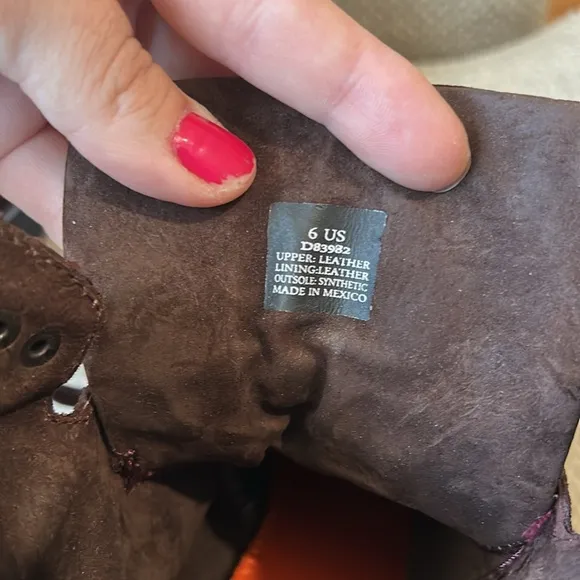 6 US
D83982
UPPER: LEATHER
LINING:LEATHER
OUTSOLE: SYNTHETIC
MADE IN MEXICO